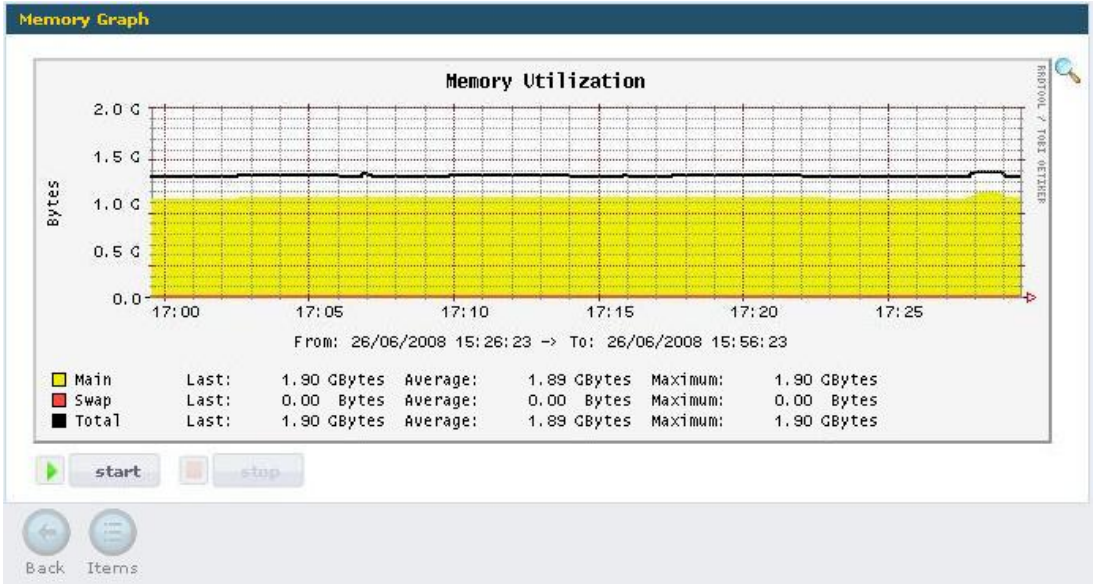 Memory Graph
Memory Utilization
RRDTOOL / TOBI OETIKER
Bytes
2.0 G
1.5 G
1.0 G
0.5 G
0.0
17:00 17:05 17:10 17:15 17:20 17:25
From: 26/06/2008 15:26:23 -> To: 26/06/2008 15:56:23
Main Last: 1.90 GBytes Average: 1.89 GBytes Maximum: 1.90 GBytes
Swap Last: 0.00 Bytes Average: 0.00 Bytes Maximum: 0.00 Bytes
Total Last: 1.90 GBytes Average: 1.89 GBytes Maximum: 1.90 GBytes
start stop
Back Items